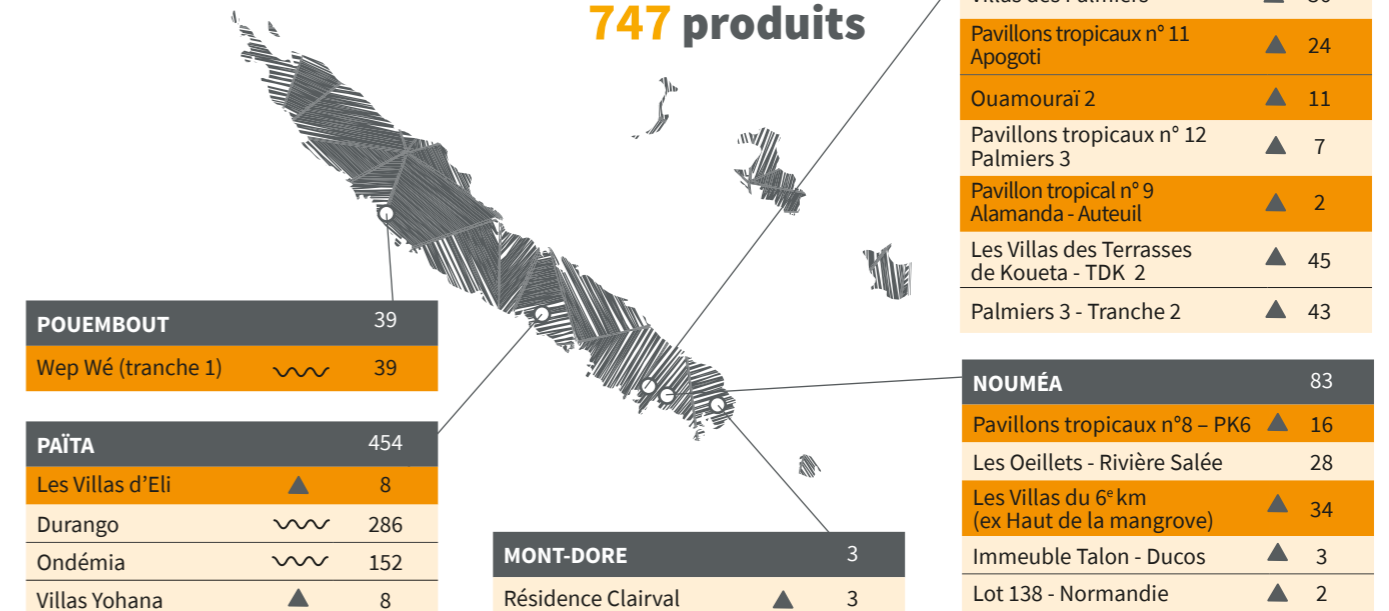 747 produits
POUEMBOUT 39
Wep Wé (tranche 1) 39
PAÏTA 454
Les Villas d’Eli 8
Durango 286
Ondémia 152
Villas Yohana 8
MONT-DORE 3
Résidence Clairval 3
Villas des Palmiers
Pavillons tropicaux n° 11
Apogoti 24
Ouamouraï 2 11
Pavillons tropicaux n° 12
Palmiers 3 7
Pavillon tropical n° 9
Alamanda - Auteuil 2
Les Villas des Terrasses
de Koueta - TDK 2 45
Palmiers 3 - Tranche 2 43
NOUMÉA 83
Pavillons tropicaux n°8 – PK6 16
Les Oeillets - Rivière Salée 28
Les Villas du 6e km
(ex Haut de la mangrove) 34
Immeuble Talon - Ducos 3
Lot 138 - Normandie 2